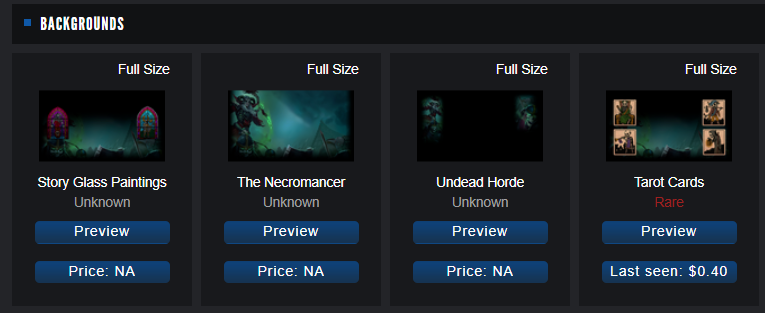 BACKGROUNDS
Full Size
Story Glass Paintings
Unknown
Preview
Price: NA
Full Size
The Necromancer
Unknown
Preview
Price: NA
Full Size
Undead Horde
Unknown
Preview
Price: NA
Full Size
Tarot Cards
Rare
Preview
Last seen: $0.40